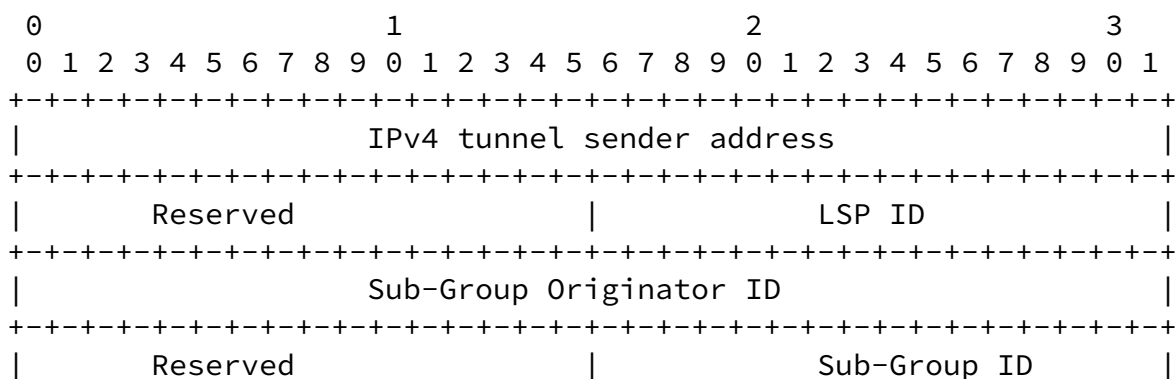 0                   1                   2                   3
 0 1 2 3 4 5 6 7 8 9 0 1 2 3 4 5 6 7 8 9 0 1 2 3 4 5 6 7 8 9 0 1
+-+-+-+-+-+-+-+-+-+-+-+-+-+-+-+-+-+-+-+-+-+-+-+-+-+-+-+-+-+-+-+-+
|                   IPv4 tunnel sender address                  |
+-+-+-+-+-+-+-+-+-+-+-+-+-+-+-+-+-+-+-+-+-+-+-+-+-+-+-+-+-+-+-+-+
|       Reserved                |            LSP ID             |
+-+-+-+-+-+-+-+-+-+-+-+-+-+-+-+-+-+-+-+-+-+-+-+-+-+-+-+-+-+-+-+-+
|                   Sub-Group Originator ID                     |
+-+-+-+-+-+-+-+-+-+-+-+-+-+-+-+-+-+-+-+-+-+-+-+-+-+-+-+-+-+-+-+-+
|       Reserved                |            Sub-Group ID       |